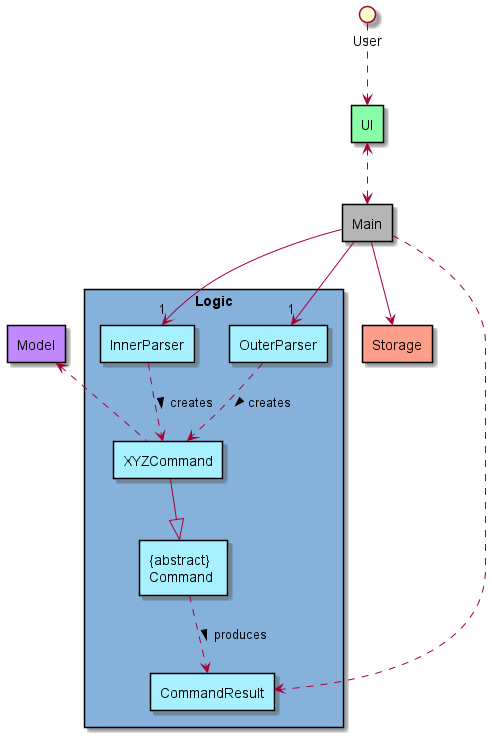 User
UI
Main
Logic
1
1
Model
InnerParser
OuterParser
Storage
creates
creates
XYZCommand
{abstract}
Command
produces
CommandResult